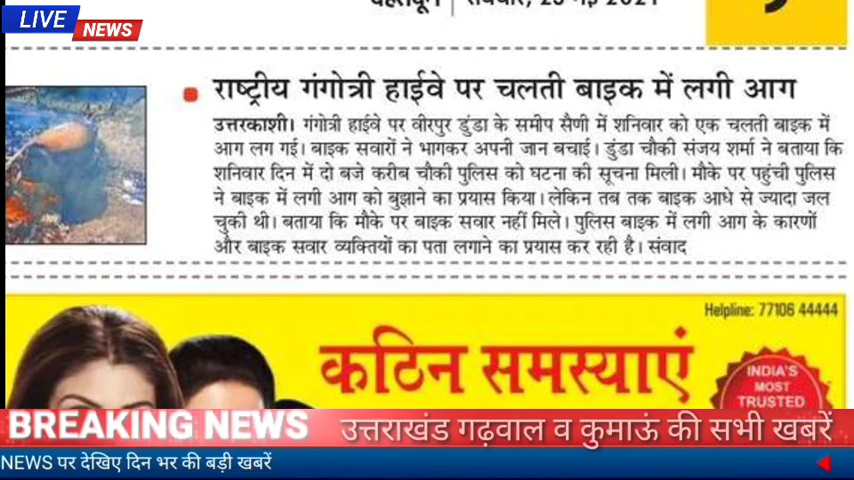 LIVE
NEWS
राष्ट्रीय गंगोत्री हाईवे पर चलती बाइक में लगी आग
उत्तरकाशी। गंगोत्री हाईवे पर वीरपुर डुंडा के समीप सैणी में शनिवार को एक चलती बाइक में
आग लग गई। बाइक सवारों ने भागकर अपनी जान बचाई। डुंडा चौकी संजय शर्मा ने बताया कि
शनिवार दिन में दो बजे करीब चौकी पुलिस को घटना की सूचना मिली। मौके पर पहुंची पुलिस
ने बाइक में लगी आग को बुझाने का प्रयास किया। लेकिन तब तक बाइक आधे से ज्यादा जल
चुकी थी। बताया कि मौके पर बाइक सवार नहीं मिले। पुलिस बाइक में लगी आग के कारणों
और बाइक सवार व्यक्तियों का पता लगाने का प्रयास कर रही है। संवाद
Helpline: 77106 44444
कठिन समस्याएं
INDIA'S
MOST
TRUSTED
BREAKING NEWS
उत्तराखंड गढ़वाल व कुमाऊं की सभी खबरें
NEWS पर देखिए दिन भर की बड़ी खबरें